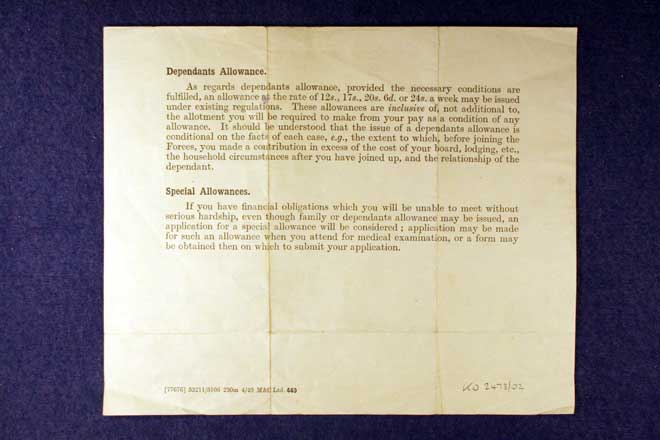 Dependants Allowance.
As regards dependants allowance, provided the necessary conditions are
fulfilled, an allowance at the rate of 12s., 17s., 20s. 6d. or 24s. a week may be issued
under existing regulations. These allowances are inclusive of, not additional to,
the allotment you will be required to make from your pay as a condition of any
allowance. It should be understood that the issue of a dependants allowance is
conditional on the facts of each case, e.g., the extent to which, before joining the
Forces, you made a contribution in excess of the cost of your board, lodging, etc.,
the household circumstances after you have joined up, and the relationship of the
dependant.
Special Allowances.
If you have financial obligations which you will be unable to meet without
serious hardship, even though family or dependants allowance may be issued, an
application for a special allowance will be considered ; application may be made
for such an allowance when you attend for medical examination, or a form may
be obtained then on which to submit your application.
230m 4/40 MAC Ltd. 443
KO 2473/02